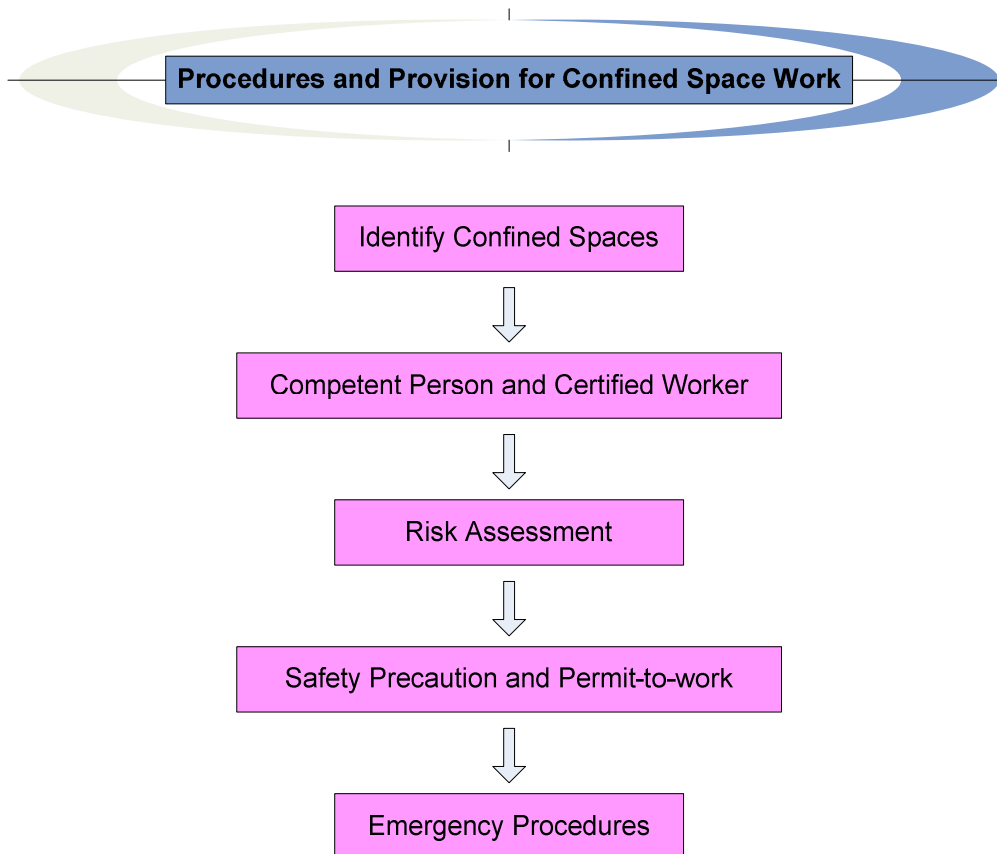 Procedures and Provision for Confined Space Work
Identify Confined Spaces
Competent Person and Certified Worker
Risk Assessment
Safety Precaution and Permit-to-work
Emergency Procedures